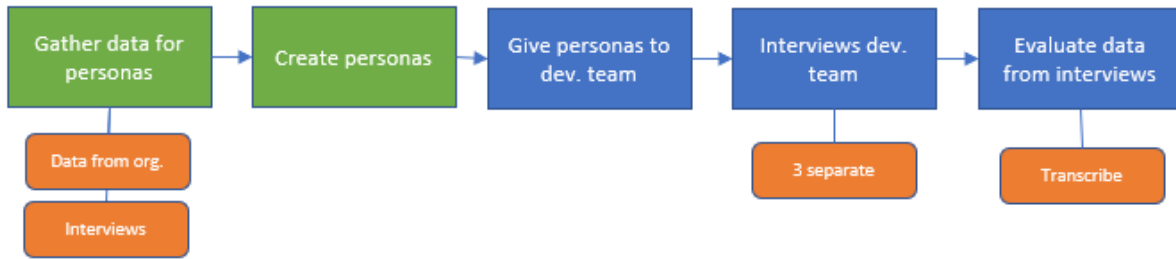 Gather data for
personas
Create personas
Give personas to
dev. team
Interviews dev.
team
Evaluate data
from interviews
Data from org.
Interviews
3 separate
Transcribe